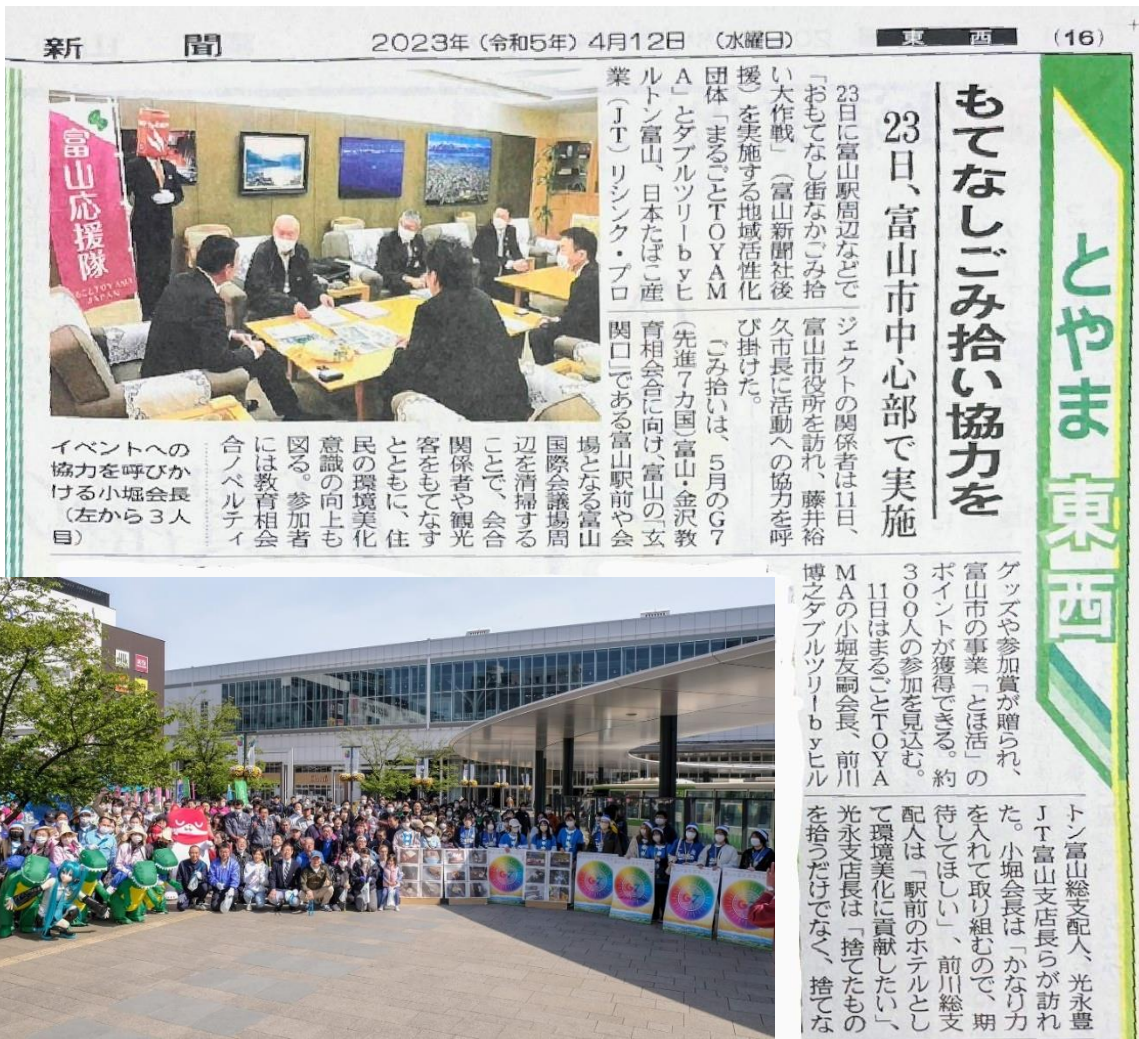 新聞 2023年（令和5年）4月12日 （水曜日） 東西 （16）
とやま 東西
もてなしごみ拾い協力を
23日、富山市中心部で実施
23日に富山駅周辺などで
「おもてなし街なかごみ拾
い大作戦」（富山新聞社後
援）を実施する地域活性化
団体「まるごとTOYAM
A」とダブルツリーbyヒ
ルトン富山、日本たばこ産
業（JT）リシンク・プロ
ジェクトの関係者は11日、
富山市役所を訪れ、藤井裕
久市長に活動への協力を呼
び掛けた。
ごみ拾いは、5月のG7
（先進7カ国）富山・金沢教
育相会合に向け、富山の「玄
関口」である富山駅前や会
場となる富山
国際会議場周
辺を清掃する
ことで、会合
関係者や観光
客をもてなす
とともに、住
民の環境美化
意識の向上も
図る。参加者
には教育相会
合ノベルティ
グッズや参加賞が贈られ、
富山市の事業「とほ活」の
ポイントが獲得できる。約
300人の参加を見込む。
11日はまるごとTOYA
MAの小堀友嗣会長、前川
博之ダブルツリーbyヒル
トン富山総支配人、光永豊
JT富山支店長らが訪れ
た。小堀会長は「かなり力
を入れて取り組むので、期
待してほしい」、前川総支
配人は「駅前のホテルとし
て環境美化に貢献したい」、
光永支店長は「捨てたもの
を拾うだけでなく、捨てな
富山応援隊
イベントへの
協力を呼びか
ける小堀会長
（左から3人
目）
G7